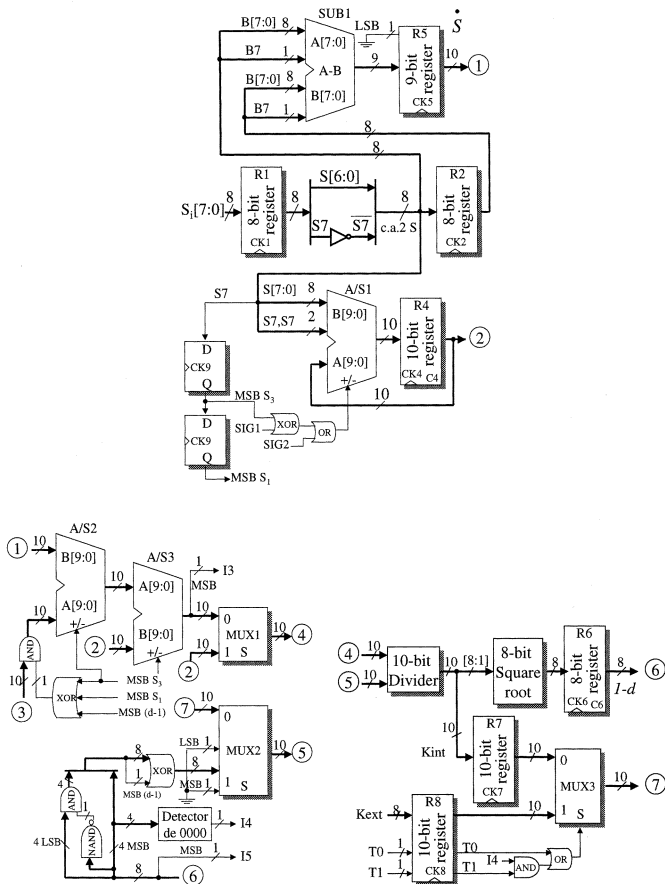 SUB1
B[7:0] 8
B7 1
B[7:0] 8
B7 1
A[7:0]
A-B
B[7:0]
9
LSB 1
R5
9-bit
register
CK5
Ṡ
10
1
8
8
Si[7:0]
8
R1
8-bit
register
CK1
8
S[6:0]
S7
S7
8
c.a.2 S
R2
8-bit
register
CK2
S7
S[7:0] 8
S7,S7 2
A/S1
B[9:0]
A[9:0]
+/-
10
R4
10-bit
register
CK4 C4
2
10
D
CK9
Q
MSB S3
D
CK9
Q
MSB S1
SIG1
XOR
SIG2
OR
1
10
A/S2
B[9:0]
A[9:0]
+/-
10
A/S3
A[9:0]
B[9:0]
+/-
10
2
1
I3
MSB
10
10
2
0
MUX1
1 S
10
4
10
AND
10
1
3
XOR
MSB S3
MSB S1
MSB (d-1)
7
10
0
MUX2
1 S
10
5
LSB 1
8
XOR
8
1
MSB (d-1)
MSB 1
4
AND
1
NAND
4 LSB
4 MSB
4
Detector
de 0000
1
I4
8
MSB
1
I5
6
4
10
5
10
10-bit
Divider
10
[8:1]
8-bit
Square
root
8
R6
8-bit
register
CK6 C6
8
1-d
6
10
Kint
R7
10-bit
register
CK7
10
0
MUX3
1 S
10
7
Kext
8
R8
10-bit
register
CK8
10
T0 1
T1 1
T0
I4
T1
AND
OR